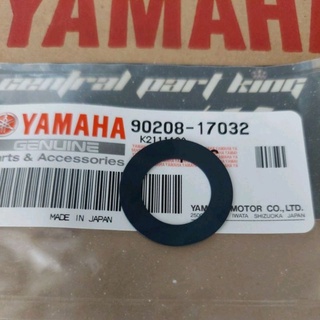 YAMAHA
central part king
YAMAHA 90208-17032
GENUINE
Parts & Accessories
MADE IN JAPAN
YAMAHA MOTOR CO., LTD.
IWATA SHIZUOKA JAPAN